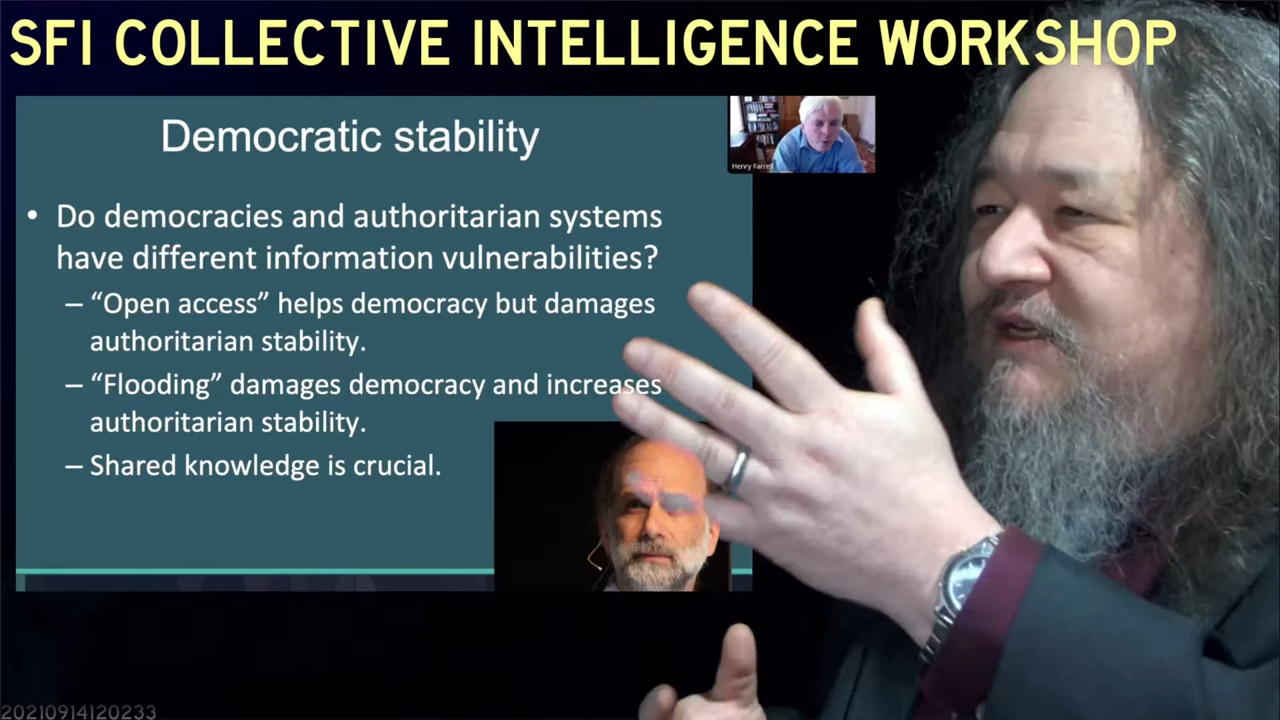 SFI COLLECTIVE INTELLIGENCE WORKSHOP
Democratic stability
Henry Farrell
• Do democracies and authoritarian systems
have different information vulnerabilities?
– “Open access” helps democracy but damages
authoritarian stability.
– “Flooding” damages democracy and increases
authoritarian stability.
– Shared knowledge is crucial.
20210914120233